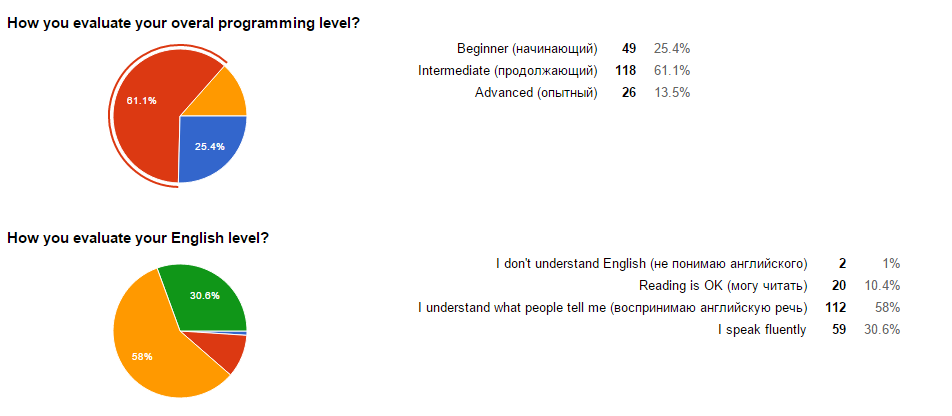 How you evaluate your overal programming level?
61.1%
25.4%
Beginner (начинающий) 49 25.4%
Intermediate (продолжающий) 118 61.1%
Advanced (опытный) 26 13.5%
How you evaluate your English level?
30.6%
58%
I don't understand English (не понимаю английского) 2 1%
Reading is OK (могу читать) 20 10.4%
I understand what people tell me (воспринимаю английскую речь) 112 58%
I speak fluently 59 30.6%